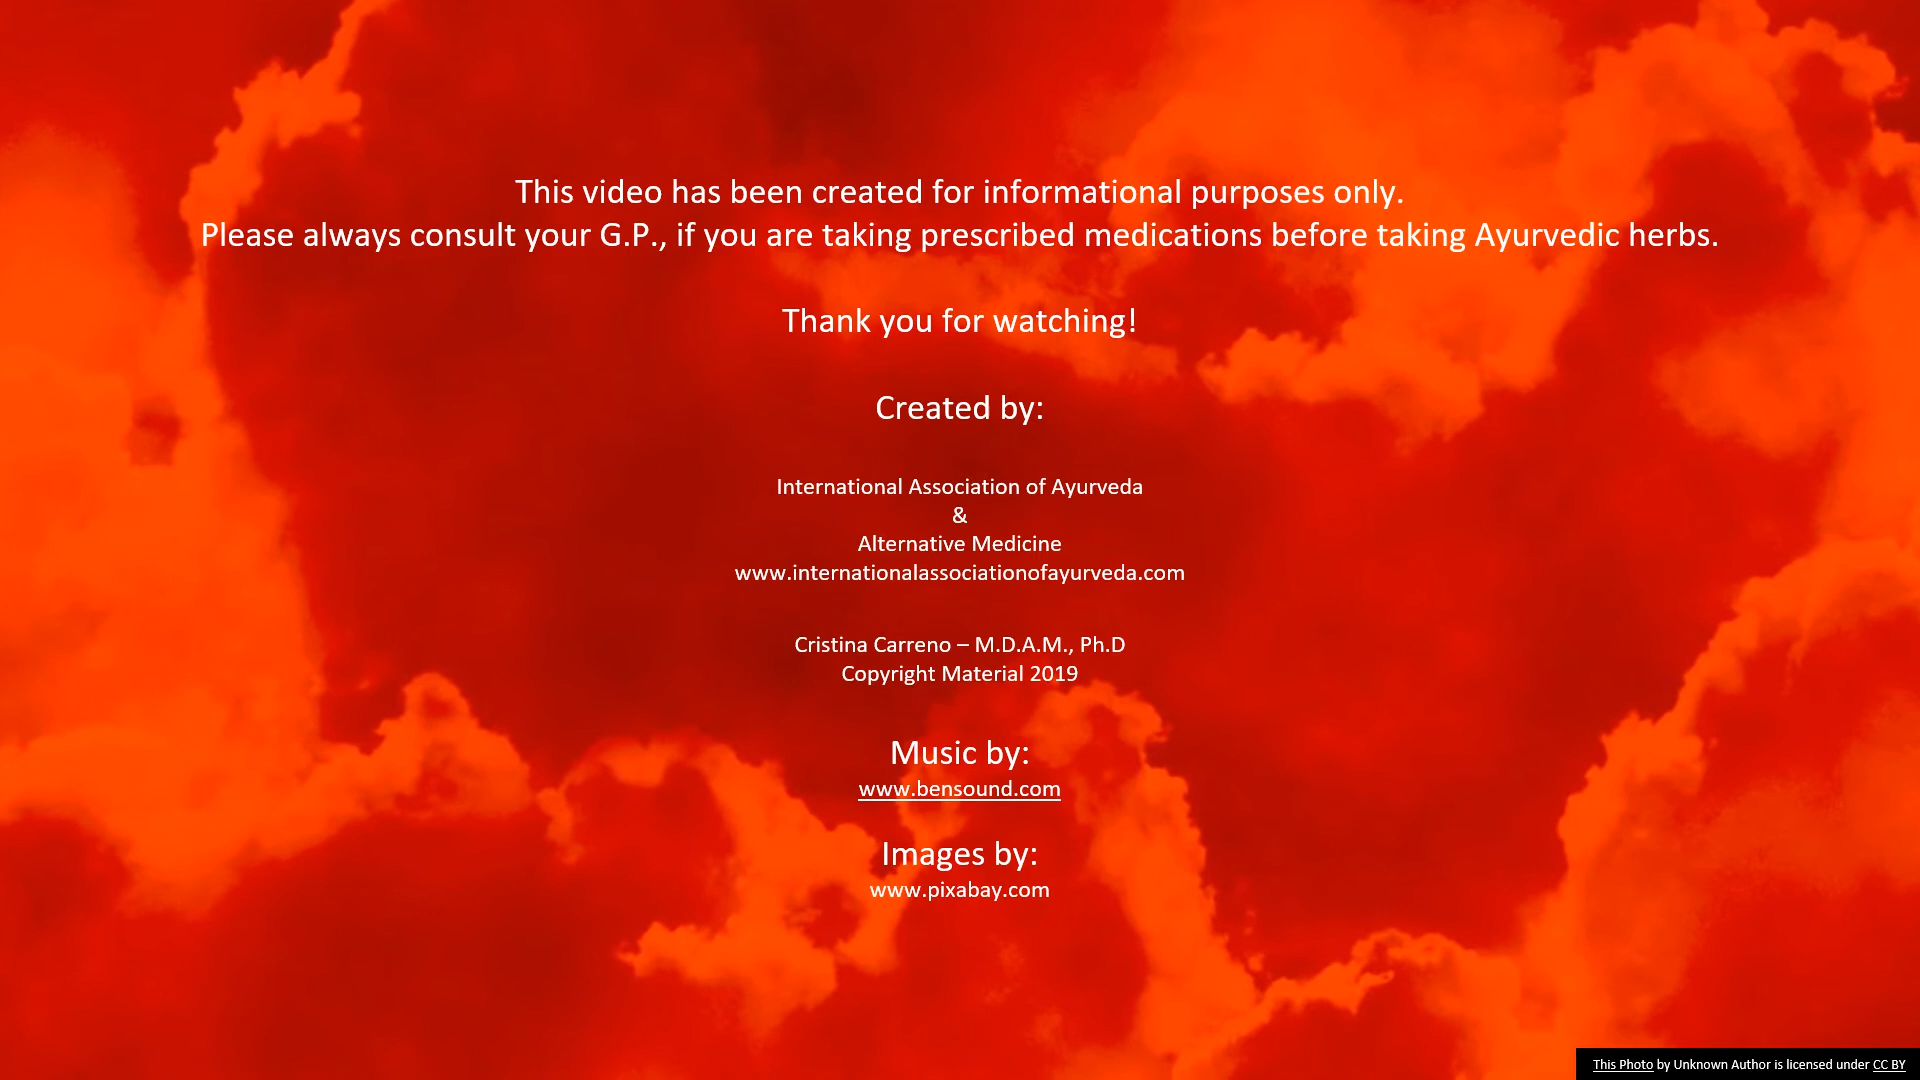 This video has been created for informational purposes only.
Please always consult your G.P., if you are taking prescribed medications before taking Ayurvedic herbs.
Thank you for watching!
Created by:
International Association of Ayurveda
&
Alternative Medicine
www.internationalassociationofayurveda.com
Cristina Carreno – M.D.A.M., Ph.D
Copyright Material 2019
Music by:
www.bensound.com
Images by:
www.pixabay.com
This Photo by Unknown Author is licensed under CC BY